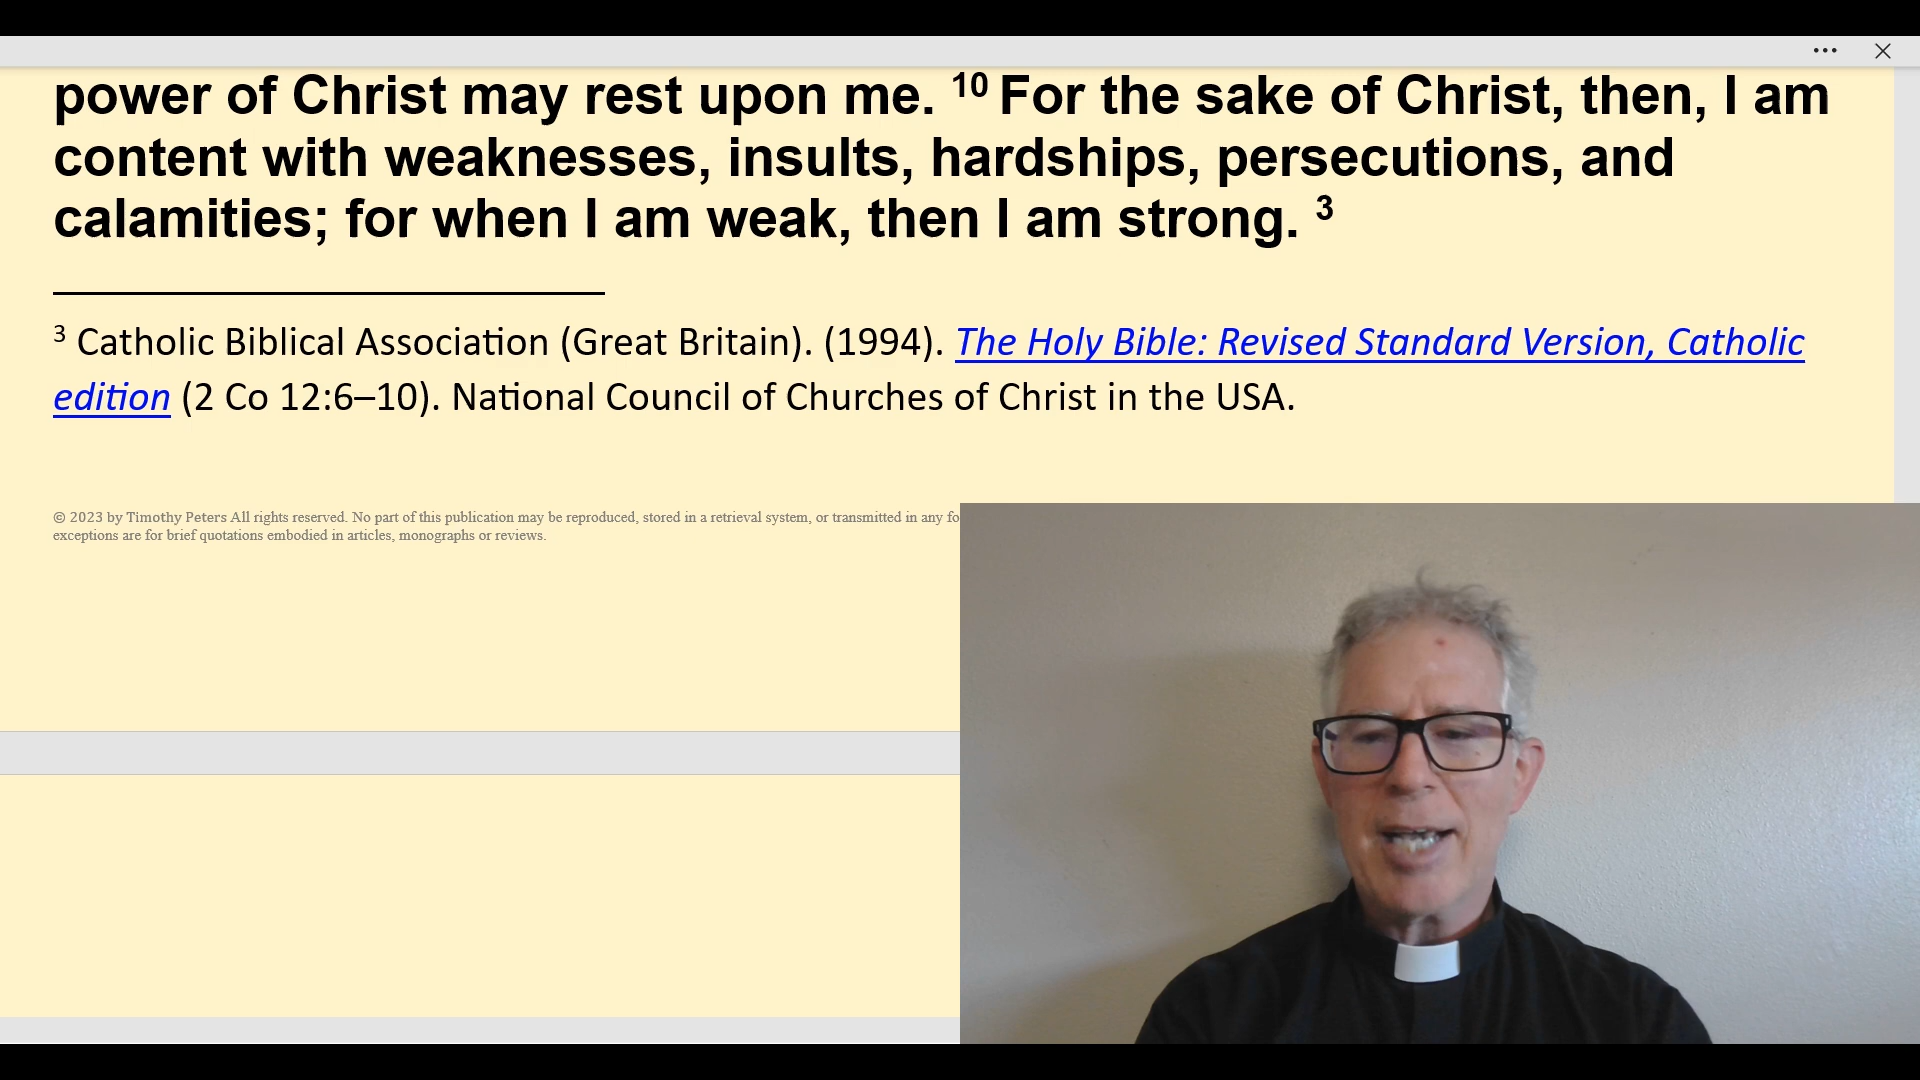 power of Christ may rest upon me. 10 For the sake of Christ, then, I am
content with weaknesses, insults, hardships, persecutions, and
calamities; for when I am weak, then I am strong. 3
3 Catholic Biblical Association (Great Britain). (1994). The Holy Bible: Revised Standard Version, Catholic
edition (2 Co 12:6–10). National Council of Churches of Christ in the USA.
© 2023 by Timothy Peters All rights reserved. No part of this publication may be reproduced, stored in a retrieval system, or transmitted in any fo
exceptions are for brief quotations embodied in articles, monographs or reviews.